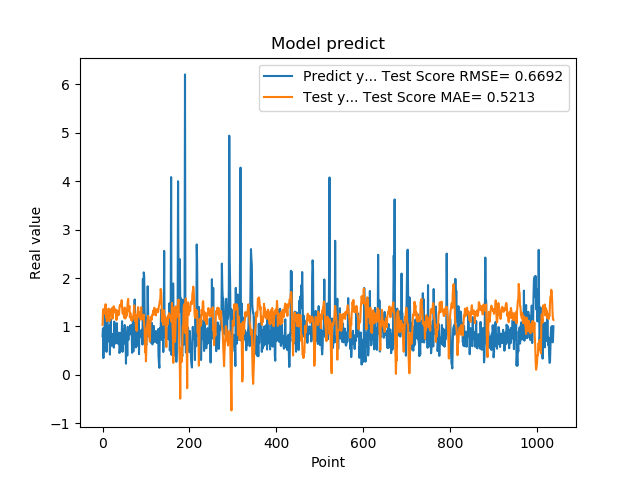 Model predict
Predict y... Test Score RMSE= 0.6692
Test y... Test Score MAE= 0.5213
Real value
6
5
4
3
2
1
0
−1
0 200 400 600 800 1000
Point